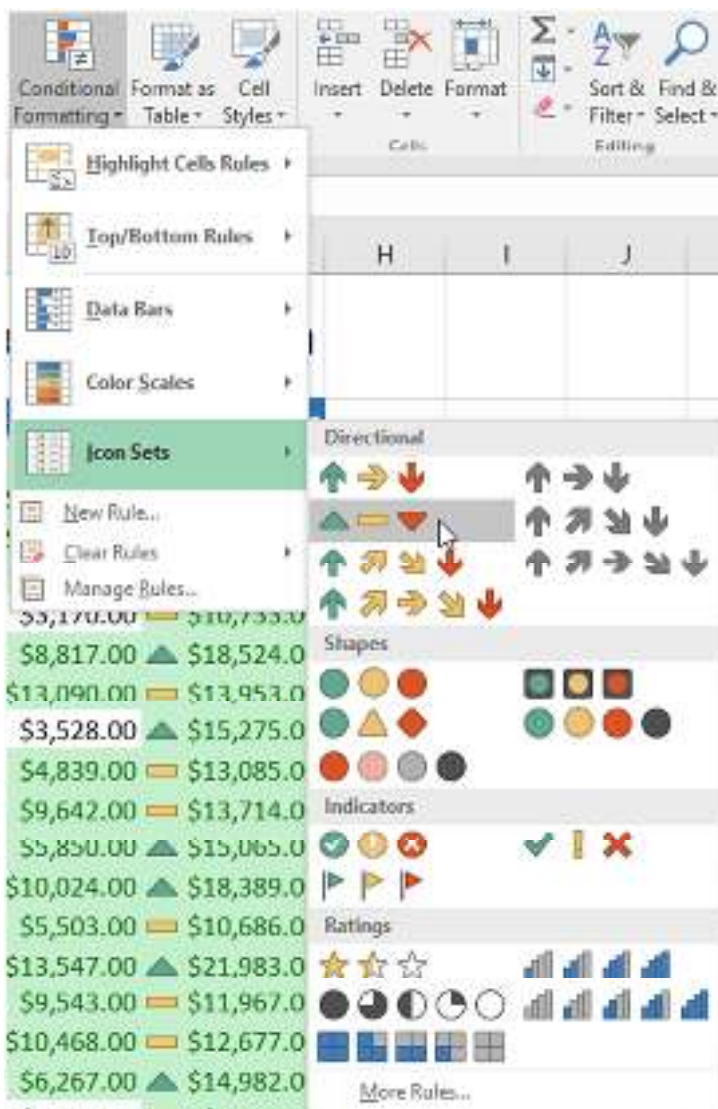 Conditional Format as Cell Insert Delete Format Sort & Find &
Formatting Table Styles Filter Select
Cells Editing
Highlight Cells Rules
Top/Bottom Rules
Data Bars
Color Scales
Icon Sets
New Rule...
Clear Rules
Manage Rules...
H I J
Directional
Shapes
Indicators
Ratings
More Rules...
$3,170.00 $10,733.0
$8,817.00 $18,524.0
$13,090.00 $13,953.0
$3,528.00 $15,275.0
$4,839.00 $13,085.0
$9,642.00 $13,714.0
$5,850.00 $15,065.0
$10,024.00 $18,389.0
$5,503.00 $10,686.0
$13,547.00 $21,983.0
$9,543.00 $11,967.0
$10,468.00 $12,677.0
$6,267.00 $14,982.0